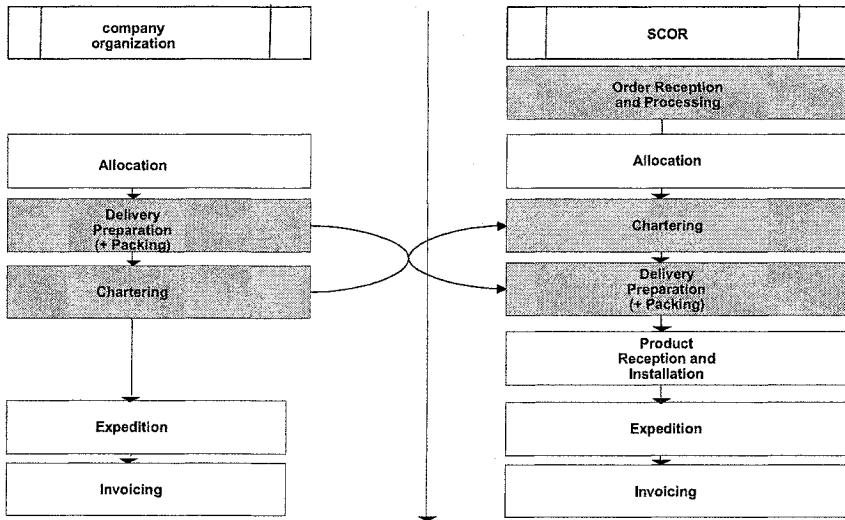 company
organization
Allocation
Delivery
Preparation
(+ Packing)
Chartering
Expedition
Invoicing
SCOR
Order Reception
and Processing
Allocation
Chartering
Delivery
Preparation
(+ Packing)
Product
Reception and
Installation
Expedition
Invoicing